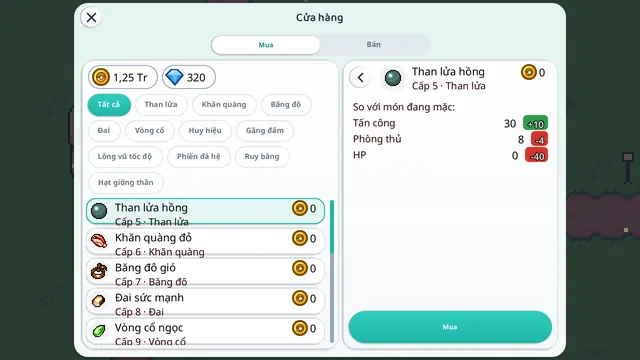 Cửa hàng
Mua
Bán
1,25 Tr
320
Tất cả
Than lửa
Khăn quàng
Băng đô
Đai
Vòng cổ
Huy hiệu
Găng đấm
Lông vũ tốc độ
Phiến đá hệ
Ruy băng
Hạt giống thần
Than lửa hồng
0
Cấp 5 · Than lửa
Khăn quàng đỏ
0
Cấp 6 · Khăn quàng
Băng đô gió
0
Cấp 7 · Băng đô
Đai sức mạnh
0
Cấp 8 · Đai
Vòng cổ ngọc
0
Cấp 9 · Vòng cổ
Than lửa hồng
0
Cấp 5 · Than lửa
So với món đang mặc:
Tấn công 30 +10
Phòng thủ 8 -4
HP 0 -40
Mua